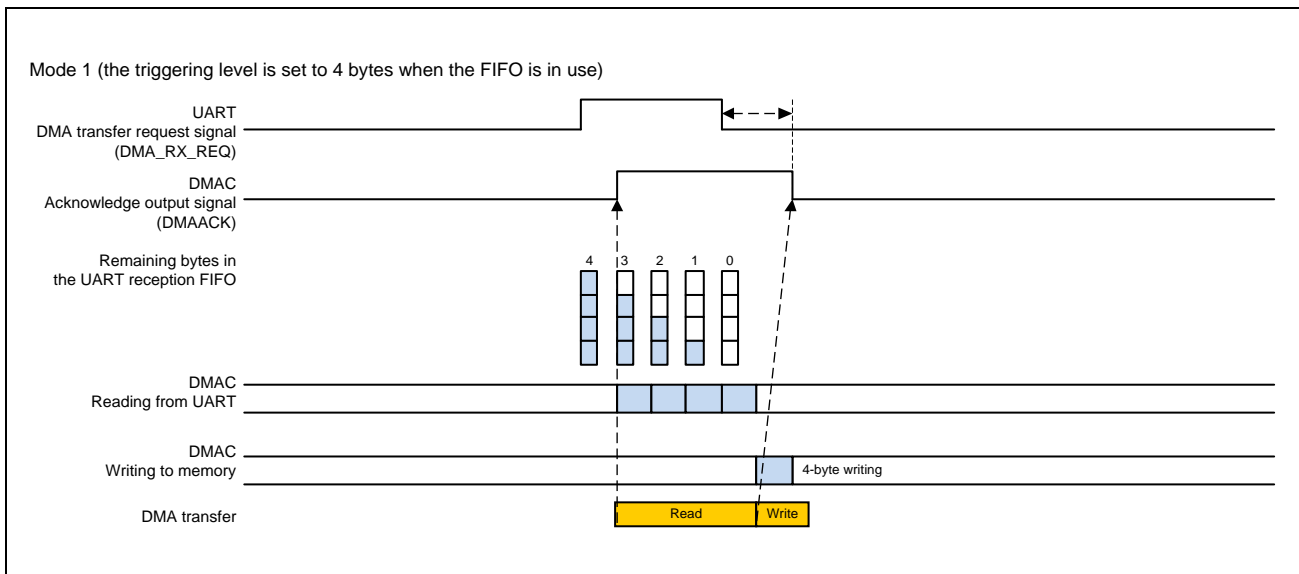 Mode 1 (the triggering level is set to 4 bytes when the FIFO is in use)
UART
DMA transfer request signal
(DMA_RX_REQ)
DMAC
Acknowledge output signal
(DMAACK)
Remaining bytes in
the UART reception FIFO
4 3 2 1 0
DMAC
Reading from UART
DMAC
Writing to memory
4-byte writing
DMA transfer
Read Write